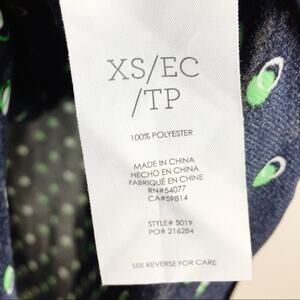 XS/EC
/TP
100% POLYESTER
MADE IN CHINA
HECHO EN CHINA
FABRIQUÉ EN CHINE
RN#54077
CA#59814
STYLE# 5019
PO# 216284
SEE REVERSE FOR CARE